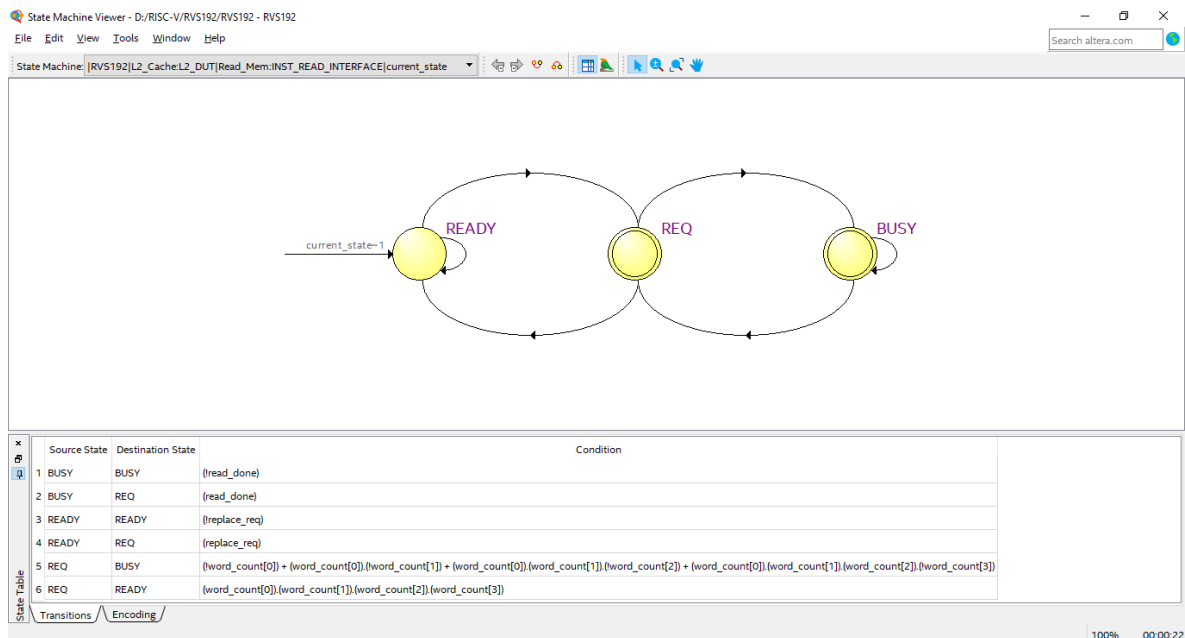 State Machine Viewer - D:/RISC-V/RVS192/RVS192 - RVS192
File Edit View Tools Window Help
Search altera.com
State Machine: |RVS192|L2_Cache:L2_DUT|Read_Mem:INST_READ_INTERFACE|current_state
READY REQ BUSY
current_state~1
Source State Destination State Condition
1 BUSY BUSY (!read_done)
2 BUSY REQ (read_done)
3 READY READY (!replace_req)
4 READY REQ (replace_req)
5 REQ BUSY (!word_count[0]) + (word_count[0]).(!word_count[1]) + (word_count[0]).(word_count[1]).(!word_count[2]) + (word_count[0]).(word_count[1]).(word_count[2]).(!word_count[3])
6 REQ READY (word_count[0]).(word_count[1]).(word_count[2]).(word_count[3])
State Table
Transitions Encoding
100% 00:00:22